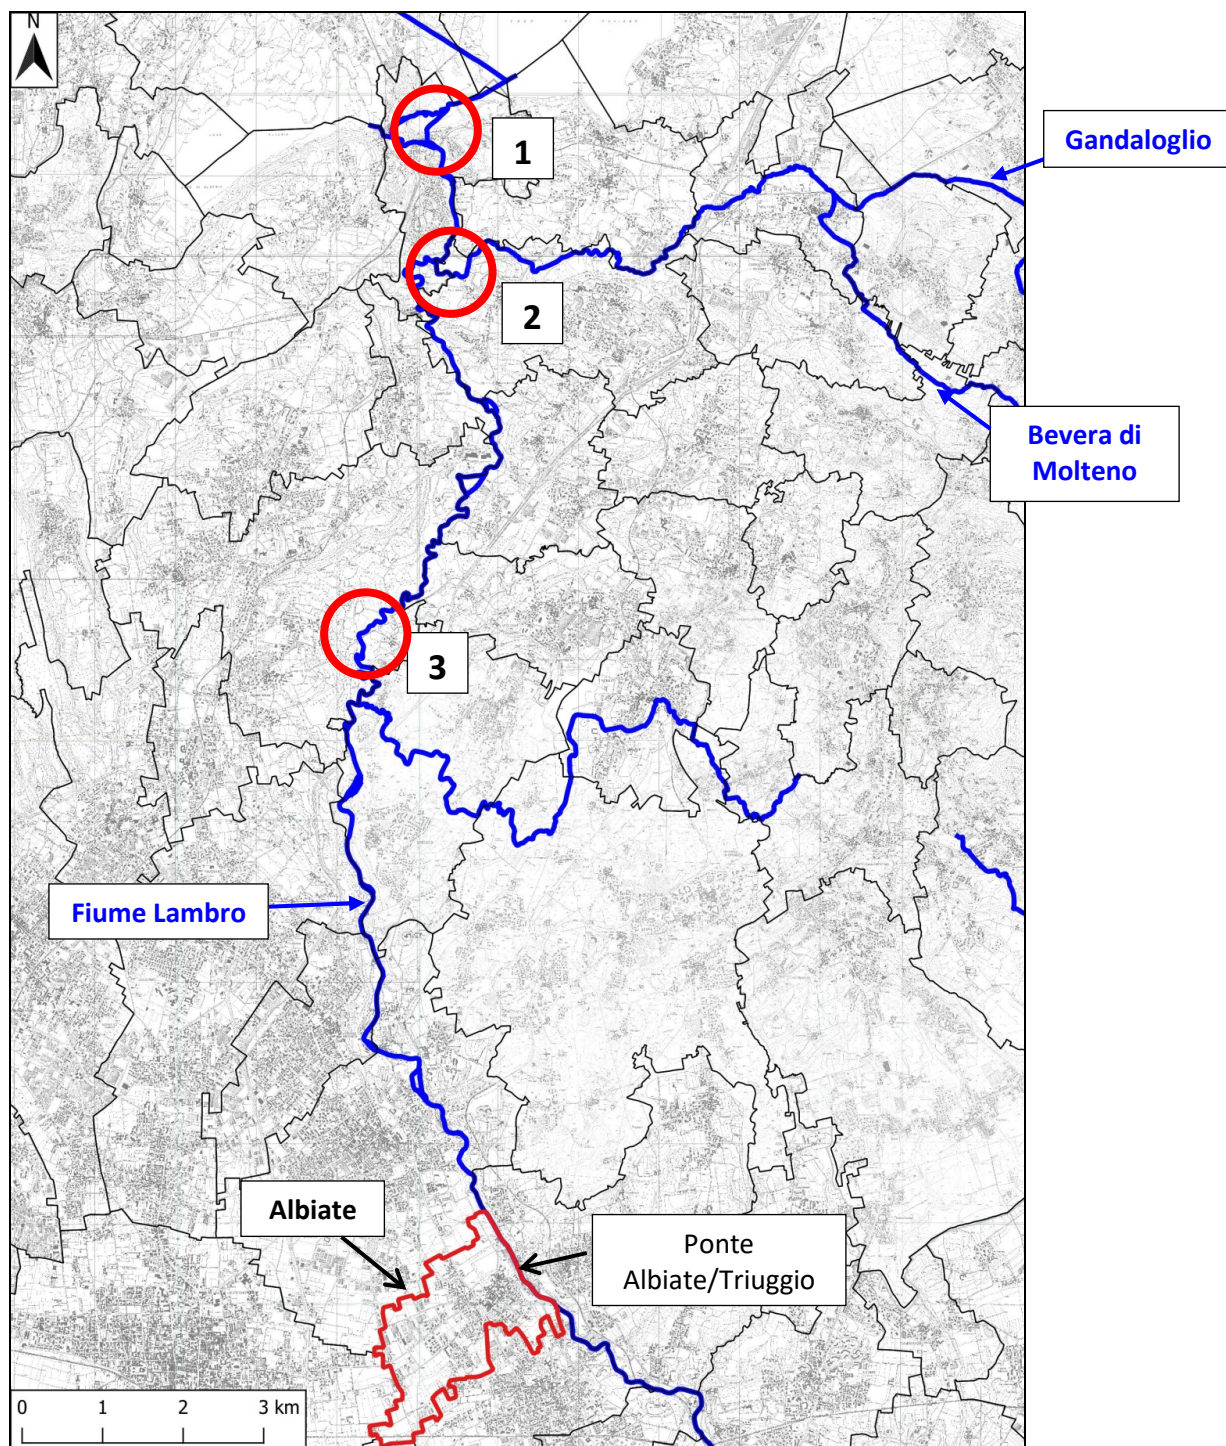 N
1
Gandaloglio
2
Bevera di
Molteno
3
Fiume Lambro
Albiate
Ponte
Albiate/Triuggio
0 1 2 3 km